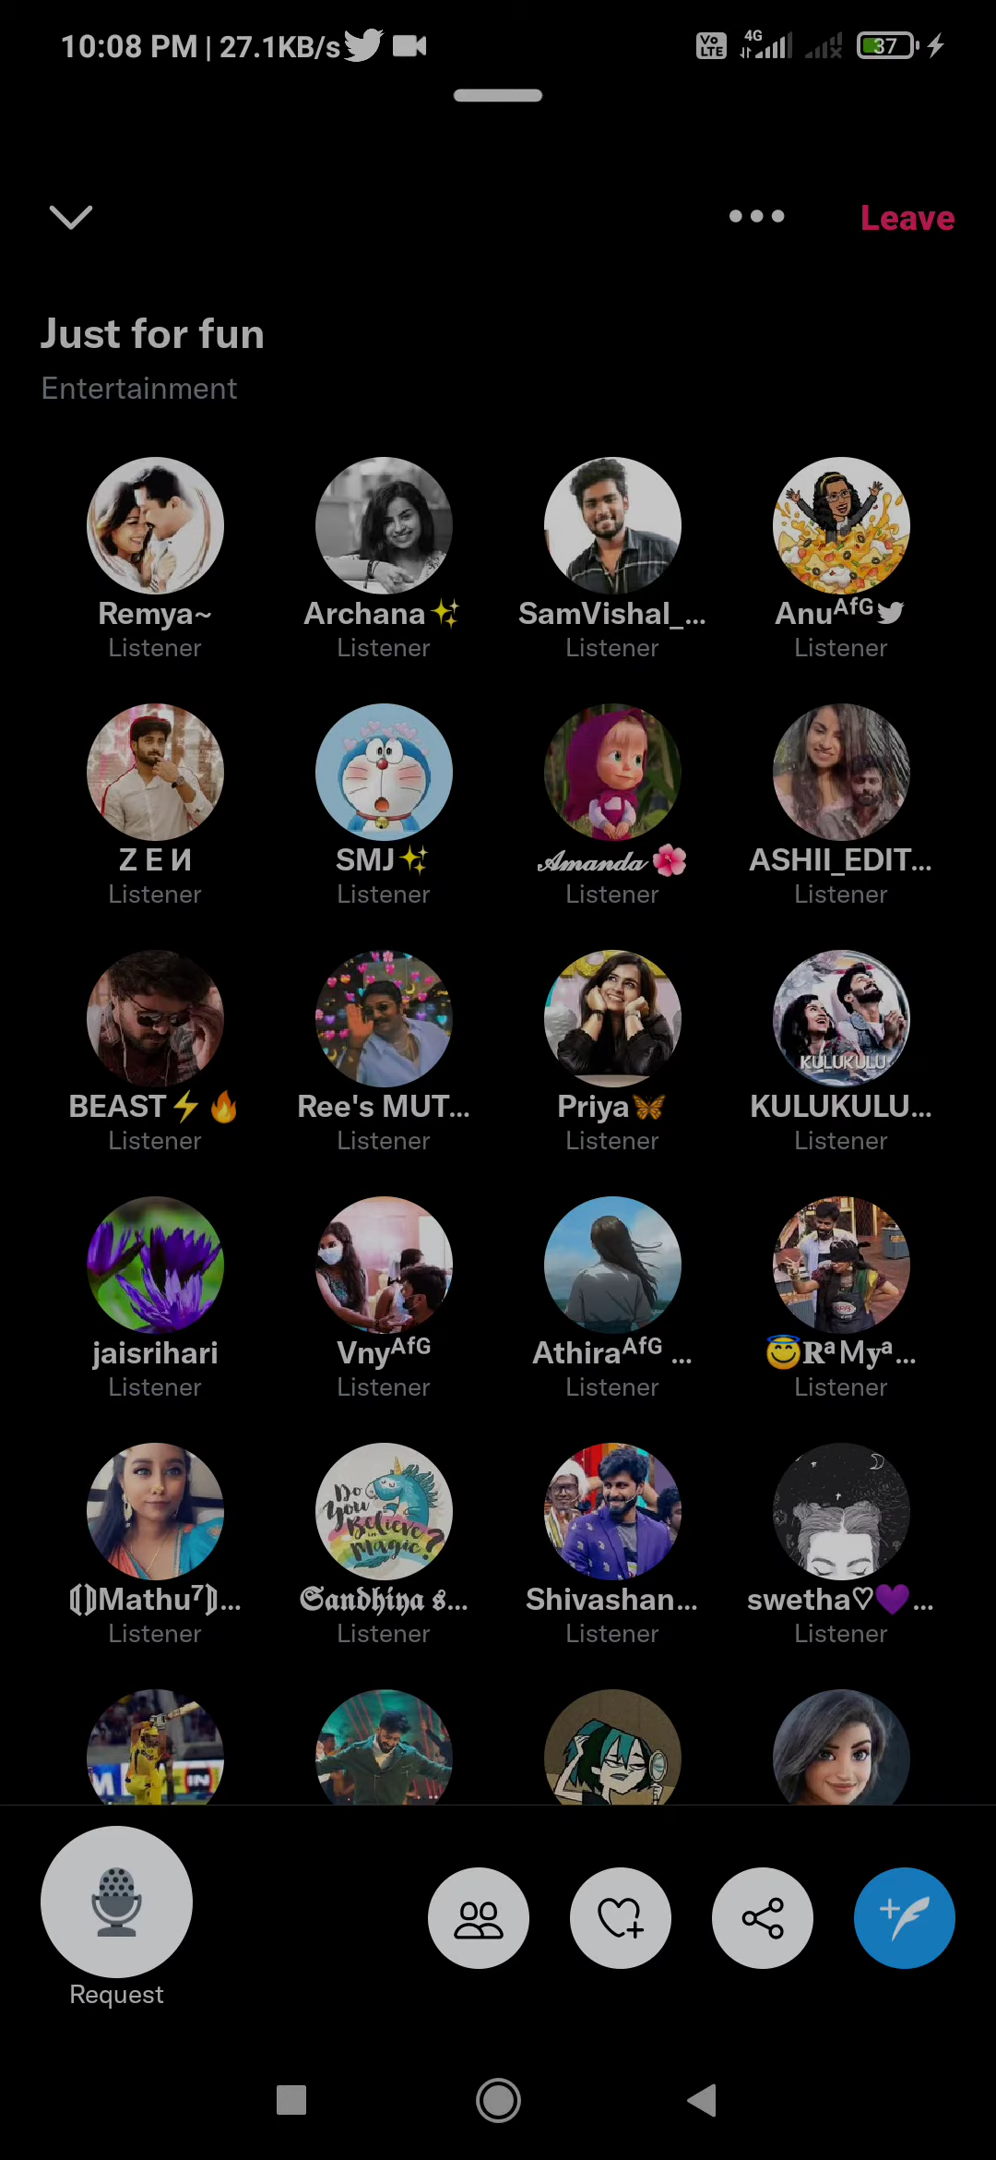 10:08 PM | 27.1KB/s Vo LTE 4G 37
Leave
Just for fun
Entertainment
Remya~ Archana✨ SamVishal_... Anuᴬᶠᴳ
Listener Listener Listener Listener
Z E И SMJ✨ 𝒜𝓂𝒶𝓃𝒹𝒶🌺 ASHII_EDIT...
Listener Listener Listener Listener
KULUKULU
BEAST⚡🔥 Ree's MUT... Priya🦋 KULUKULU...
Listener Listener Listener Listener
jaisrihari Vnyᴬᶠᴳ Athiraᴬᶠᴳ ... 😇𝐑ᵃMyᵃ...
Listener Listener Listener Listener
Do
You
Believe
in
Magic?
⦅⦆Mathu⁷⦆... 𝕾𝖆𝖓𝖉𝖍𝖎𝖞𝖆 𝖘... Shivashan... swetha♡💜...
Listener Listener Listener Listener
Request